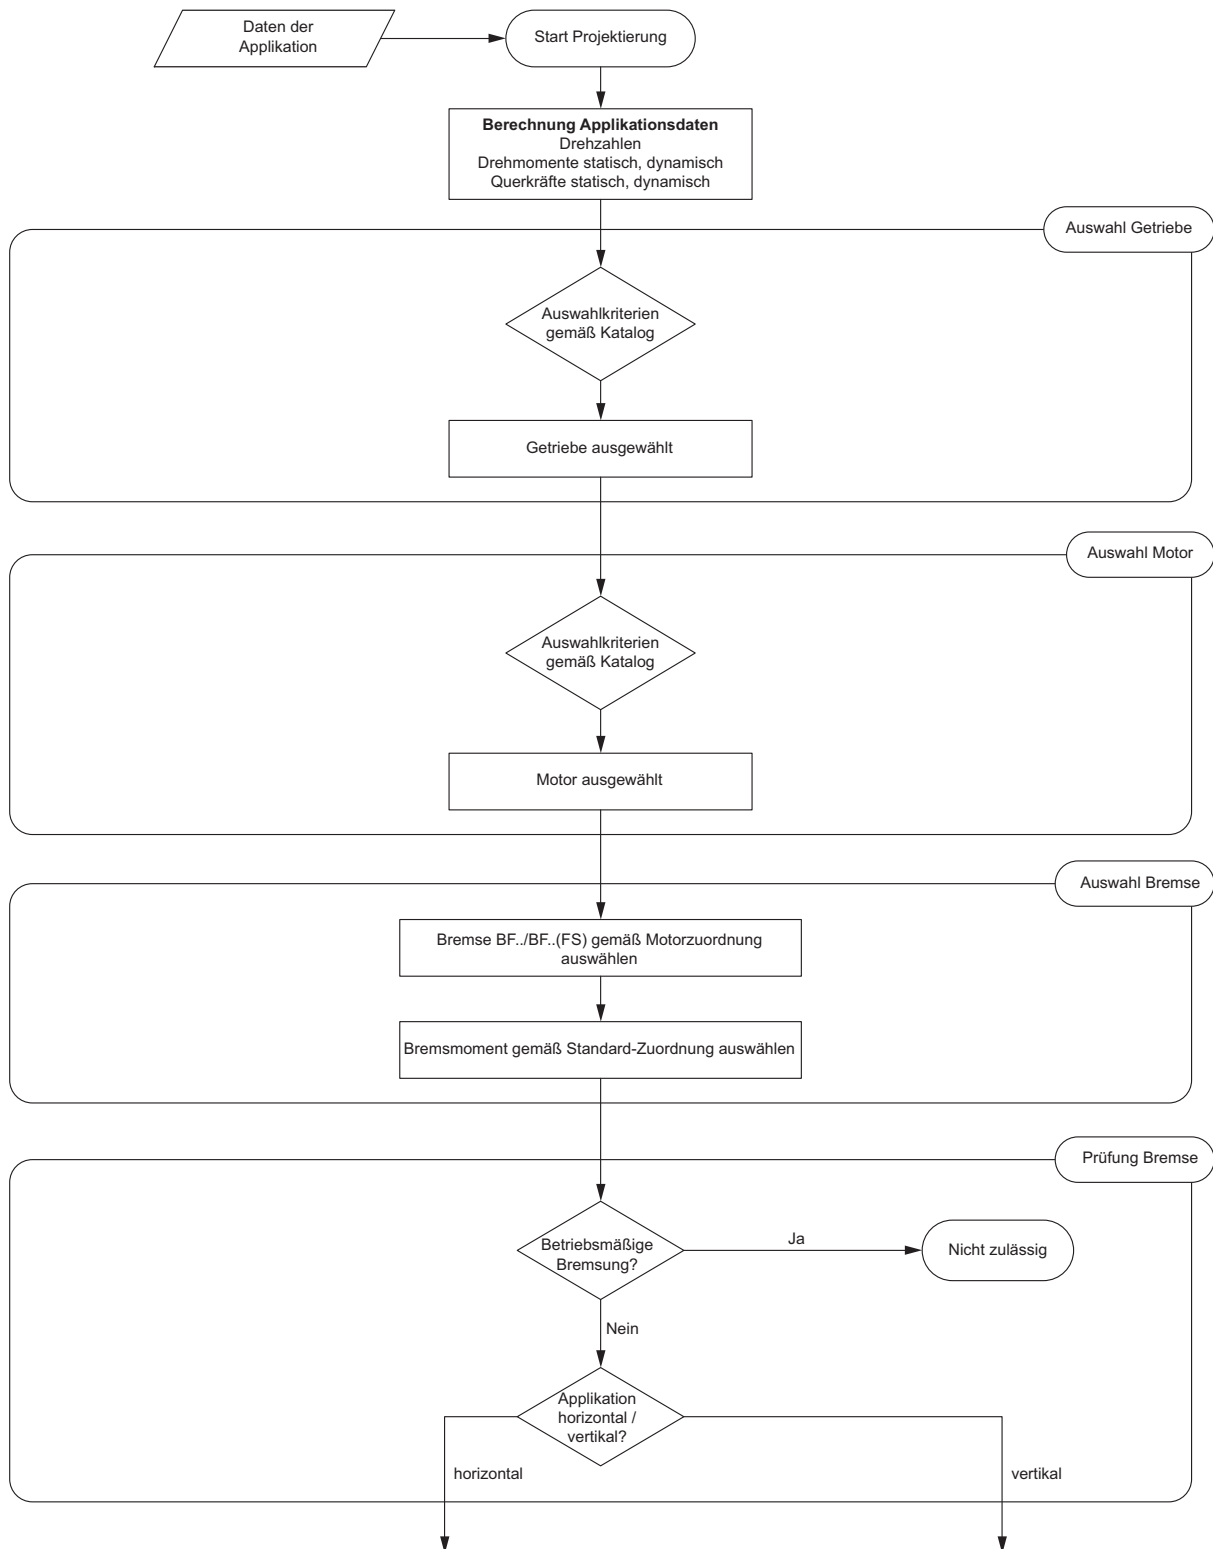 Daten der
Applikation
Start Projektierung
Berechnung Applikationsdaten
Drehzahlen
Drehmomente statisch, dynamisch
Querkräfte statisch, dynamisch
Auswahl Getriebe
Auswahlkriterien
gemäß Katalog
Getriebe ausgewählt
Auswahl Motor
Auswahlkriterien
gemäß Katalog
Motor ausgewählt
Auswahl Bremse
Bremse BF../BF..(FS) gemäß Motorzuordnung
auswählen
Bremsmoment gemäß Standard-Zuordnung auswählen
Prüfung Bremse
Betriebsmäßige
Bremsung?
Ja
Nicht zulässig
Nein
Applikation
horizontal /
vertikal?
horizontal
vertikal